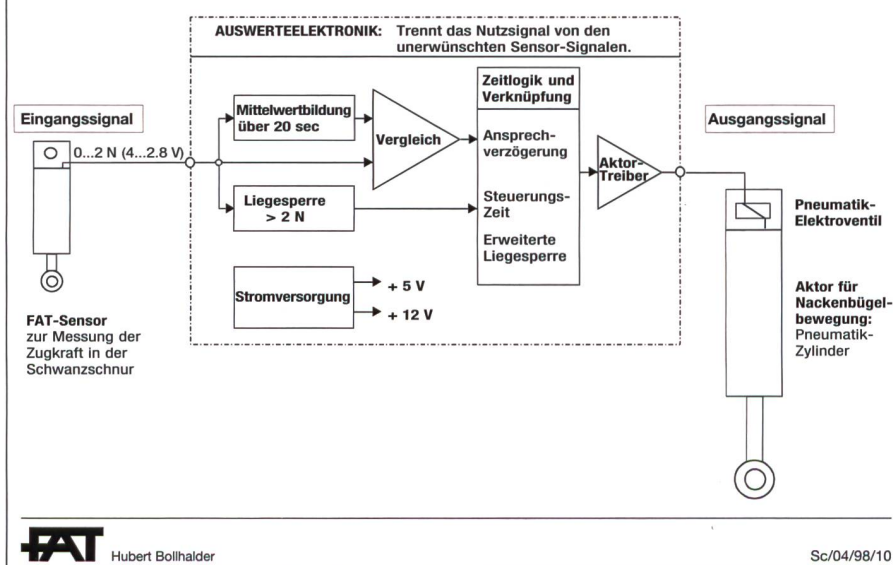 AUSWERTEELEKTRONIK: Trennt das Nutzsignal von den
unerwünschten Sensor-Signalen.
Eingangssignal
0...2 N (4...2.8 V)
FAT-Sensor
zur Messung der
Zugkraft in der
Schwanzschnur
Mittelwertbildung
über 20 sec
Vergleich
Liegesperre
> 2 N
Stromversorgung
+ 5 V
+ 12 V
Zeitlogik und
Verknüpfung
Ansprech-
verzögerung
Steuerungs-
Zeit
Erweiterte
Liegesperre
Aktor-
Treiber
Ausgangssignal
Pneumatik-
Elektroventil
Aktor für
Nackenbügel-
bewegung:
Pneumatik-
Zylinder
FAT Hubert Bollhalder
Sc/04/98/10